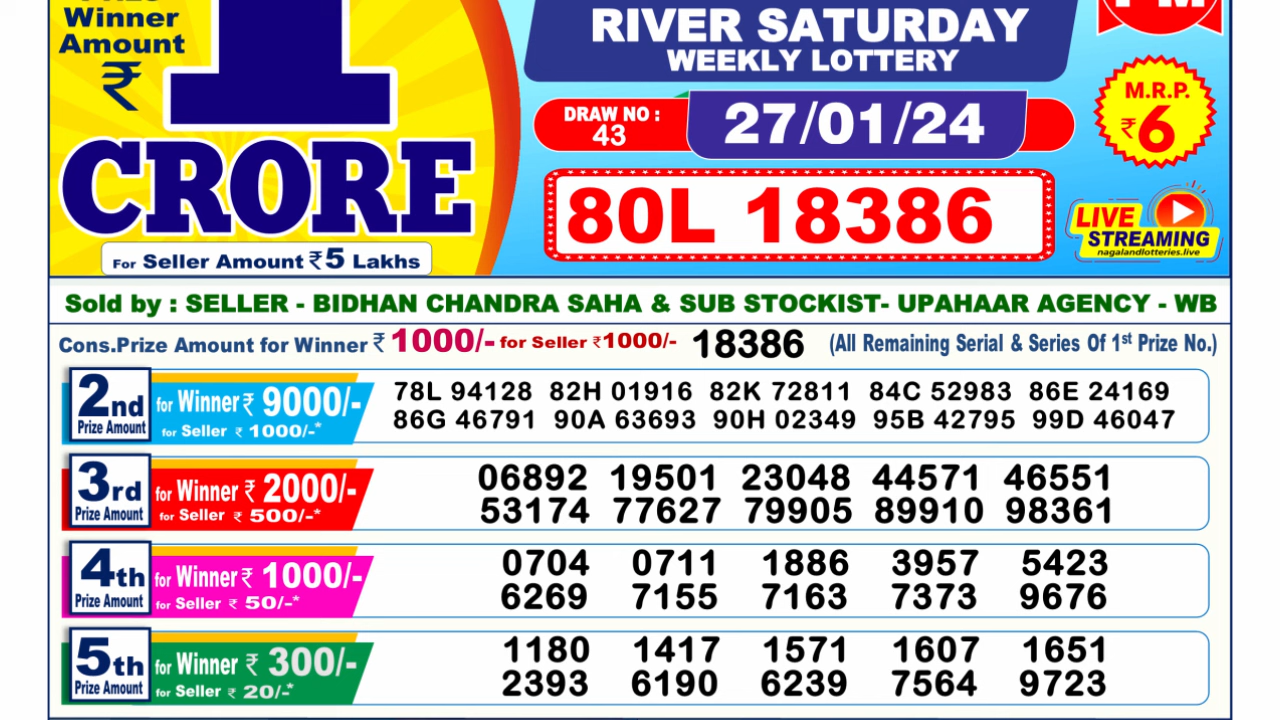 Winner
Amount
₹
1
CRORE
For Seller Amount ₹5 Lakhs
RIVER SATURDAY
WEEKLY LOTTERY
DRAW NO :
43
27/01/24
M.R.P.
₹6
80L 18386
LIVE
STREAMING
nagalandlotteries.live
Sold by : SELLER - BIDHAN CHANDRA SAHA & SUB STOCKIST- UPAHAAR AGENCY - WB
Cons.Prize Amount for Winner ₹ 1000/- for Seller ₹1000/- 18386 (All Remaining Serial & Series Of 1st Prize No.)
2nd
Prize Amount
for Winner ₹ 9000/-
for Seller ₹ 1000/-*
78L 94128 82H 01916 82K 72811 84C 52983 86E 24169
86G 46791 90A 63693 90H 02349 95B 42795 99D 46047
3rd
Prize Amount
for Winner ₹ 2000/-
for Seller ₹ 500/-*
06892 19501 23048 44571 46551
53174 77627 79905 89910 98361
4th
Prize Amount
for Winner ₹ 1000/-
for Seller ₹ 50/-*
0704 0711 1886 3957 5423
6269 7155 7163 7373 9676
5th
Prize Amount
for Winner ₹ 300/-
for Seller ₹ 20/-*
1180 1417 1571 1607 1651
2393 6190 6239 7564 9723